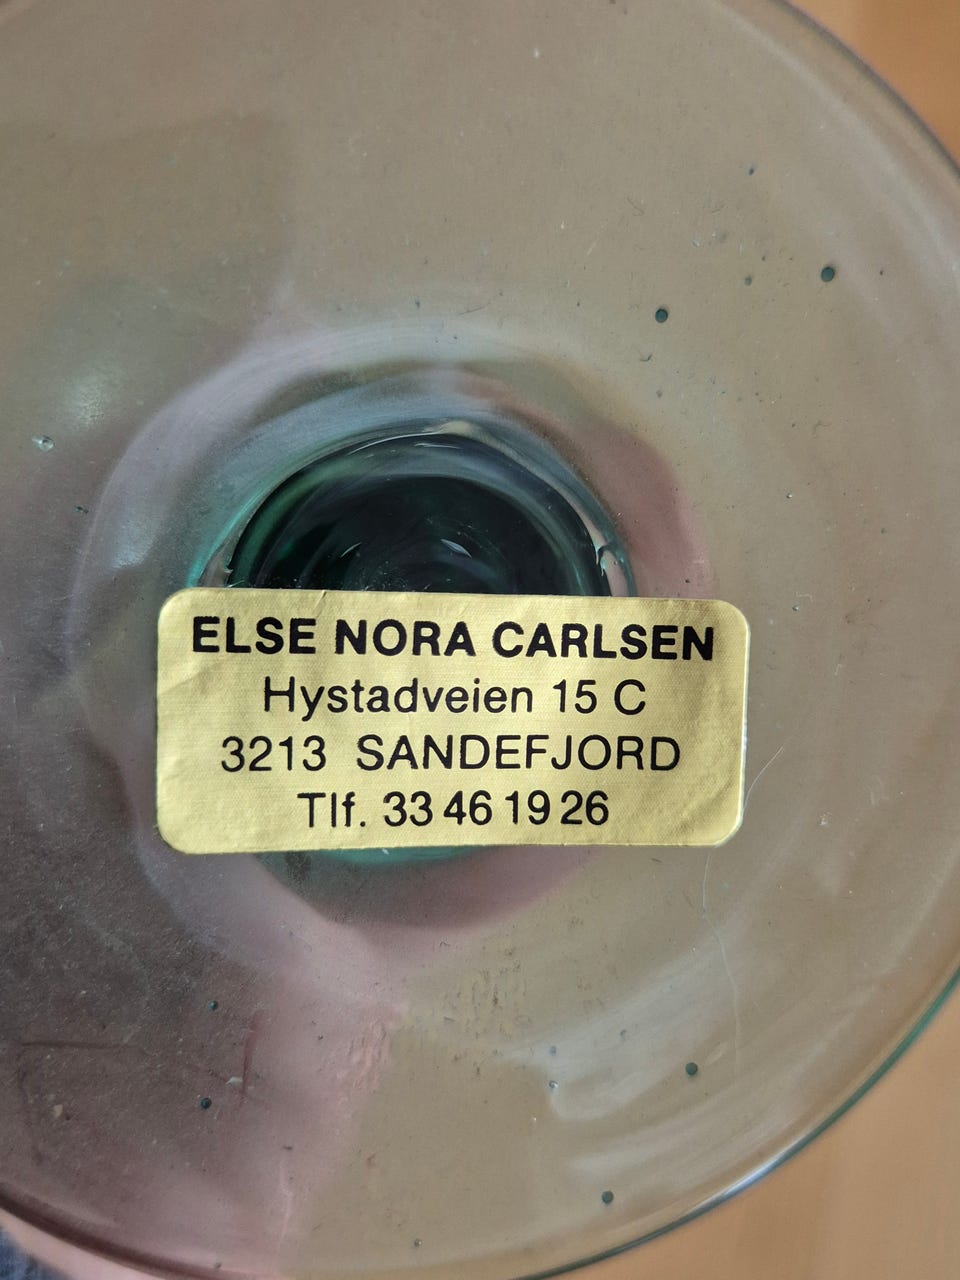 ELSE NORA CARLSEN
Hystadveien 15 C
3213 SANDEFJORD
Tlf. 33 46 19 26